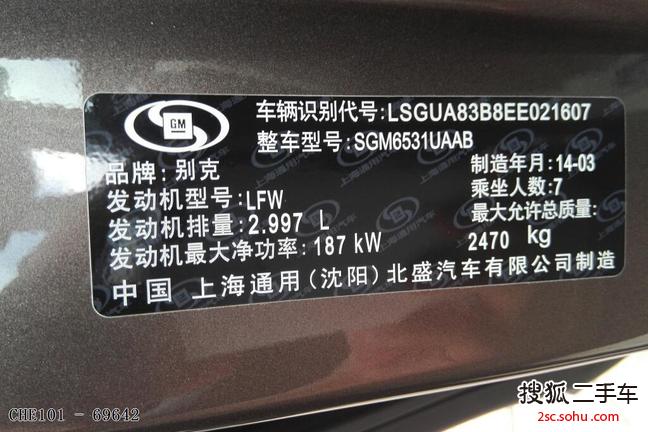 GM
车辆识别代号:LSGUA83B8EE021607
整车型号:SGM6531UAAB
品牌:别克
制造年月:14-03
发动机型号:LFW
乘坐人数:7
发动机排量:2.997 L
最大允许总质量:
发动机最大净功率:187 kW
2470 kg
中国 上海通用(沈阳)北盛汽车有限公司制造
CHE101 - 69642
搜狐 二手车
2sc.sohu.com